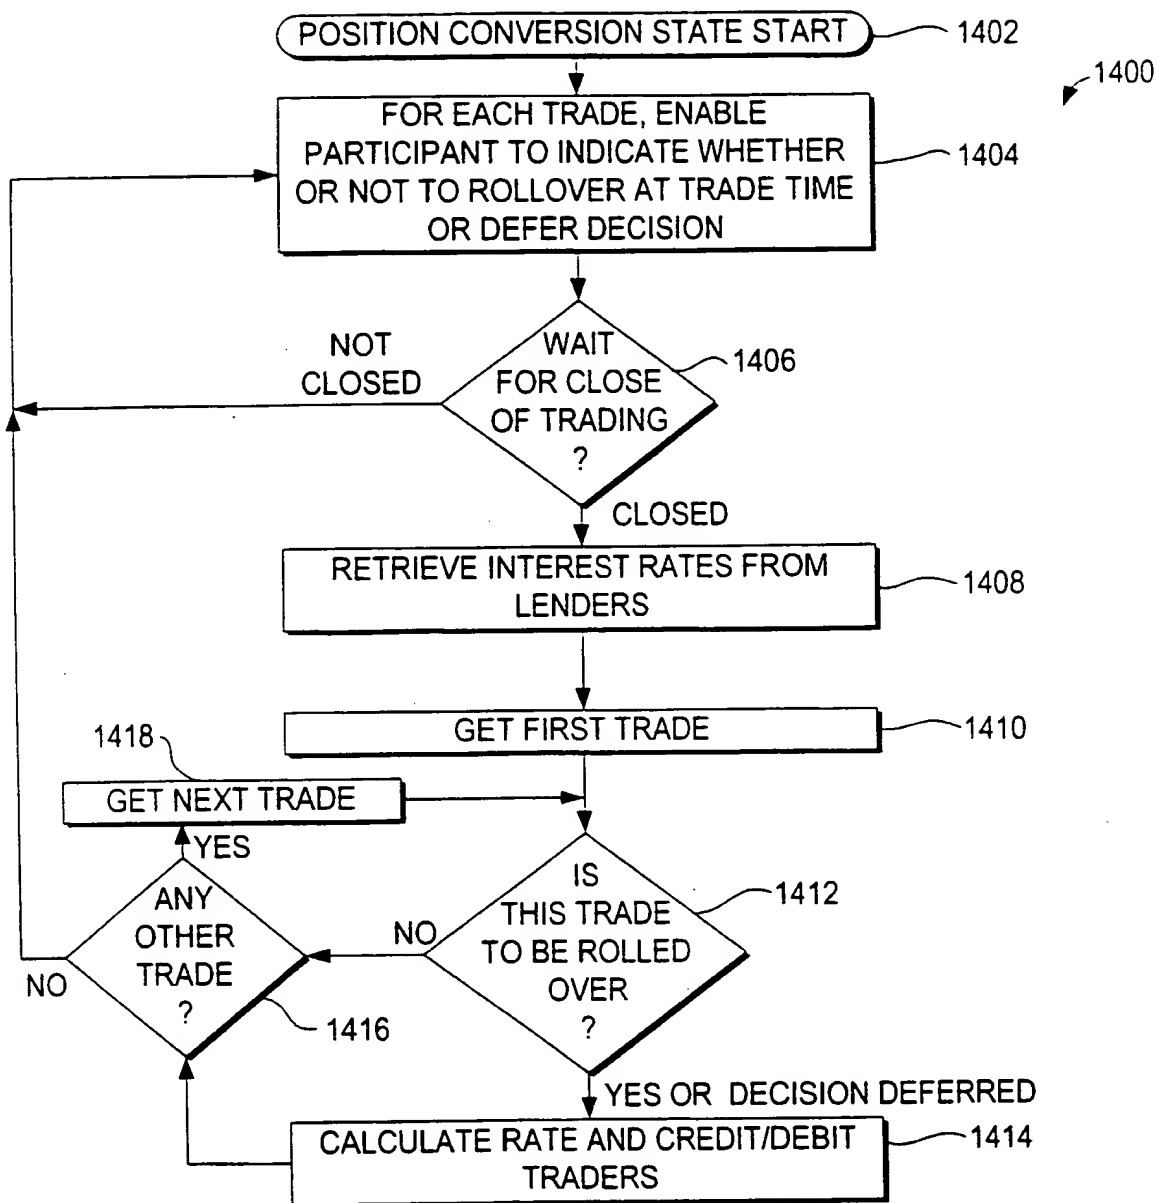 POSITION CONVERSION STATE START
1402
1400
FOR EACH TRADE, ENABLE
PARTICIPANT TO INDICATE WHETHER
OR NOT TO ROLLOVER AT TRADE TIME
OR DEFER DECISION
1404
NOT
CLOSED
WAIT
FOR CLOSE
OF TRADING
?
1406
CLOSED
RETRIEVE INTEREST RATES FROM
LENDERS
1408
GET FIRST TRADE
1410
1418
GET NEXT TRADE
YES
ANY
OTHER
TRADE
?
NO
1416
NO
IS
THIS TRADE
TO BE ROLLED
OVER
?
1412
YES OR DECISION DEFERRED
CALCULATE RATE AND CREDIT/DEBIT
TRADERS
1414